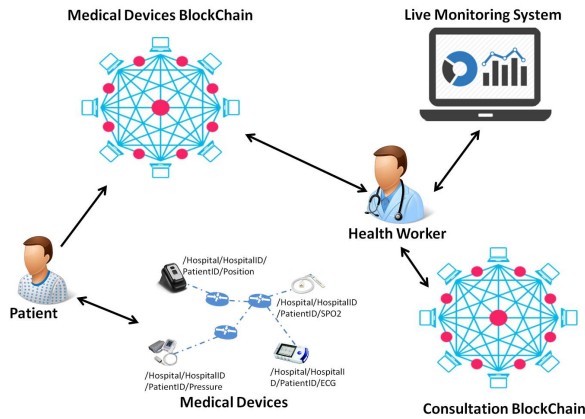 Medical Devices BlockChain
Live Monitoring System
Health Worker
Patient
/Hospital/HospitalID/
PatientID/Position
/Hospital/HospitalID
/PatientID/SPO2
/Hospital/HospitalID
/PatientID/Pressure
/Hospital/HospitalI
D/PatientID/ECG
Medical Devices
Consultation BlockChain